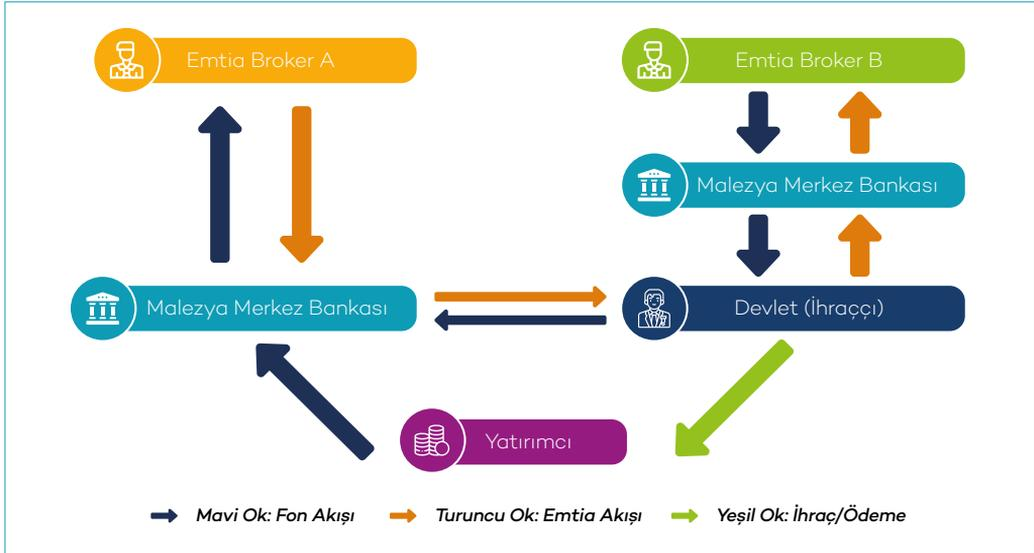 Emtia Broker A
Emtia Broker B
Malezya Merkez Bankası
Malezya Merkez Bankası
Devlet (İhraççı)
Yatırımcı
Mavi Ok: Fon Akışı
Turuncu Ok: Emtia Akışı
Yeşil Ok: İhraç/Ödeme